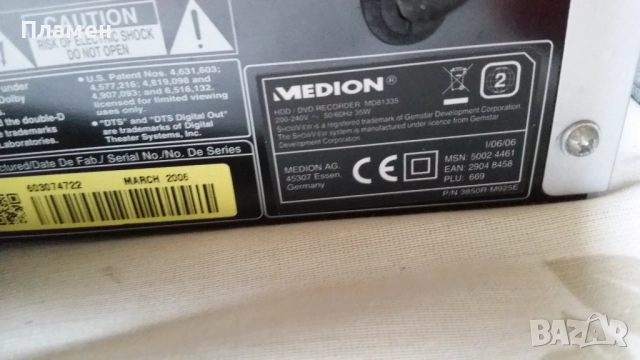 Пламен
CAUTION
RISK OF ELECTRIC SHOCK
DO NOT OPEN
under
Dolby
the double-D
trademarks
Laboratories.
• U.S. Patent Nos. 4,631,603;
4,577,216; 4,819,098 and
4,907,093; and 6,516,132.
licensed for limited viewing
uses only.
• "DTS" and "DTS Digital Out"
are trademarks of Digital
Theater Systems, Inc.
MEDION®
2
HDD / DVD RECORDER MD81335
200-240V ~ 50/60Hz 35W
SHOWVIEW is a registered trademark of Gemstar Development Corporation.
The SHOWVIEW system is manufactured under licence from Gemstar
Development Corporation.
I/06/06
MEDION AG
45307 Essen,
Germany
CE
MSN: 5002 4461
EAN: 2904 8458
PLU: 669
P/N 3850R-M925E
actured/Date De Fab./ Serial No./No. De Series
603074722 MARCH 2006
BAZAR
bg